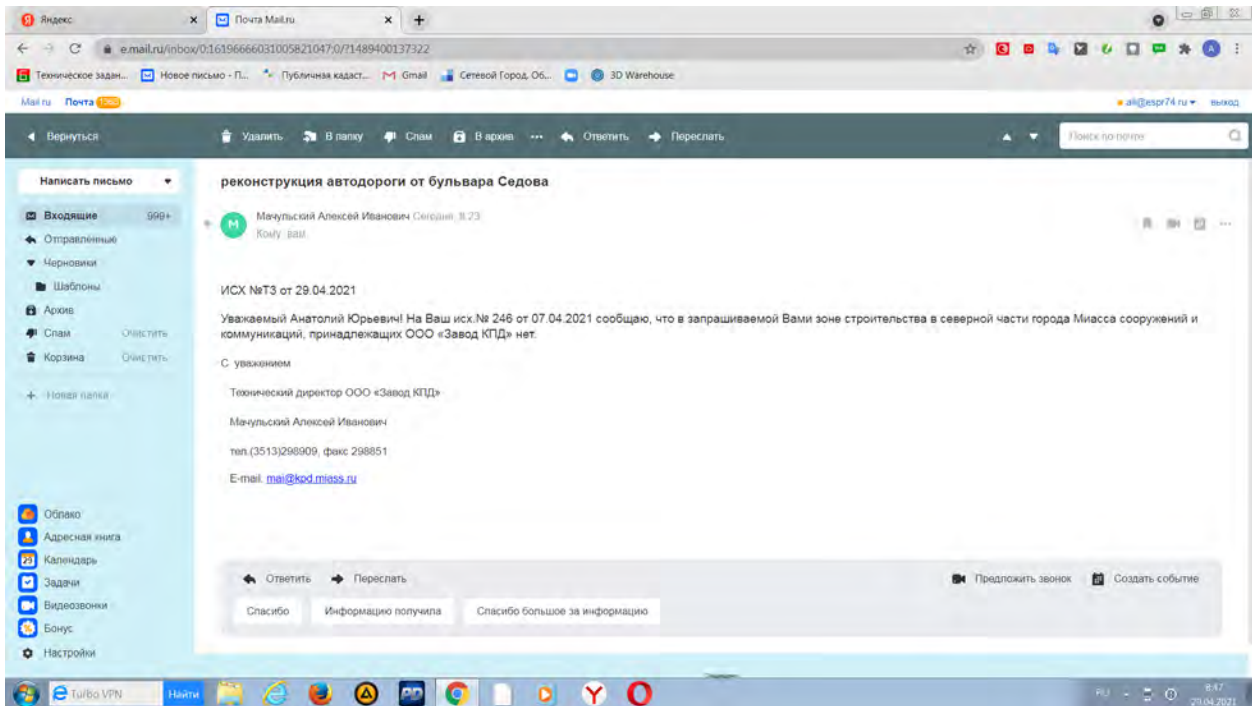 Яндекс
Почта Mail.ru
e.mail.ru/inbox/0:16196666031005821047:0/?1489400137322
Техническое задан... Новое письмо - П... Публичная кадаст... Gmail Сетевой Город. Об... 3D Warehouse
Mail.ru Почта
ali@espr74.ru выход
Вернуться Удалить В папку Спам В архив ... Ответить Переслать Поиск по почте
Написать письмо
реконструкция автодороги от бульвара Седова
Входящие 999+
Мачульский Алексей Иванович Сегодня, 8:23
Кому: вам
Отправленные
Черновики
Шаблоны
Архив
Спам Очистить
Корзина Очистить
Новая папка
ИСХ №ТЗ от 29.04.2021
Уважаемый Анатолий Юрьевич! На Ваш исх.№ 246 от 07.04.2021 сообщаю, что в запрашиваемой Вами зоне строительства в северной части города Миасса сооружений и
коммуникаций, принадлежащих ООО «Завод КПД» нет.
С уважением
Технический директор ООО «Завод КПД»
Мачульский Алексей Иванович
тел.(3513)298909, факс 298851
E-mail: mai@kpd.miass.ru
Облако
Адресная книга
29 Календарь
Задачи
Видеозвонки
Бонус
Настройки
Ответить Переслать Предложить звонок Создать событие
Спасибо Информацию получила Спасибо большое за информацию
Turbo VPN Найти
RU 8:47
29.04.2021